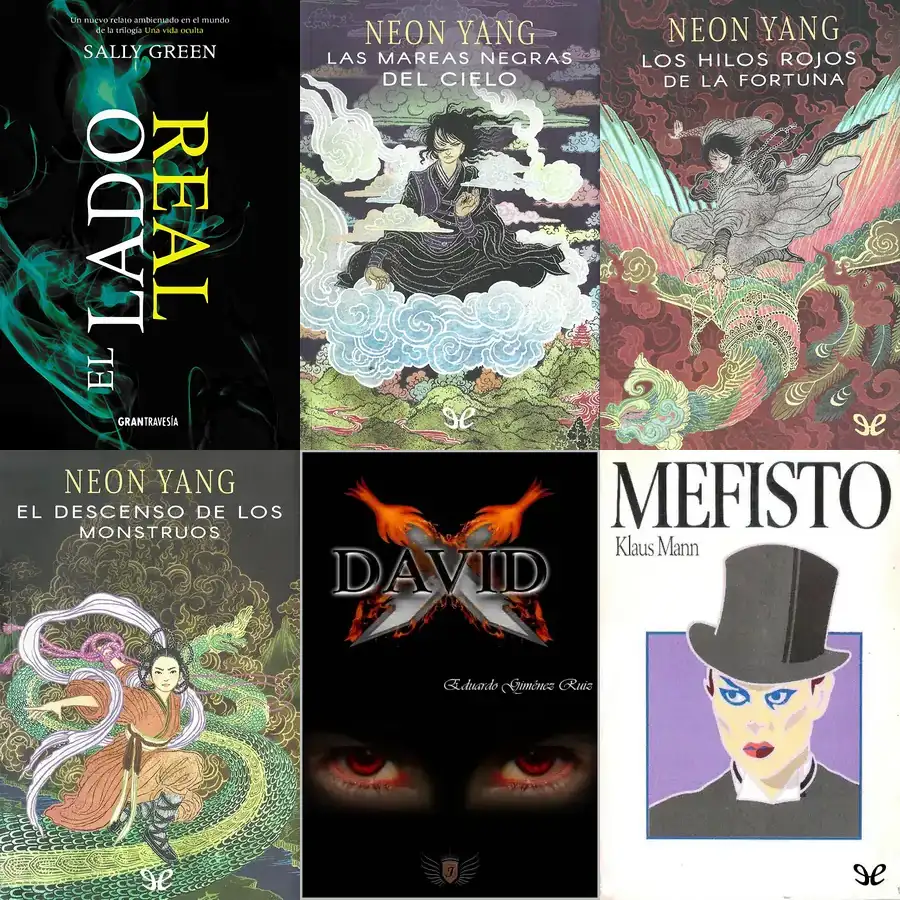 Un nuevo relato ambientado en el mundo
de la trilogía Una vida oculta
SALLY GREEN
EL LADO
REAL
GRANTRAVESÍA
NEON YANG
LAS MAREAS NEGRAS
DEL CIELO
NEON YANG
LOS HILOS ROJOS
DE LA FORTUNA
NEON YANG
EL DESCENSO DE LOS
MONSTRUOS
DAVID
X
Eduardo Giménez Ruiz
MEFISTO
Klaus Mann